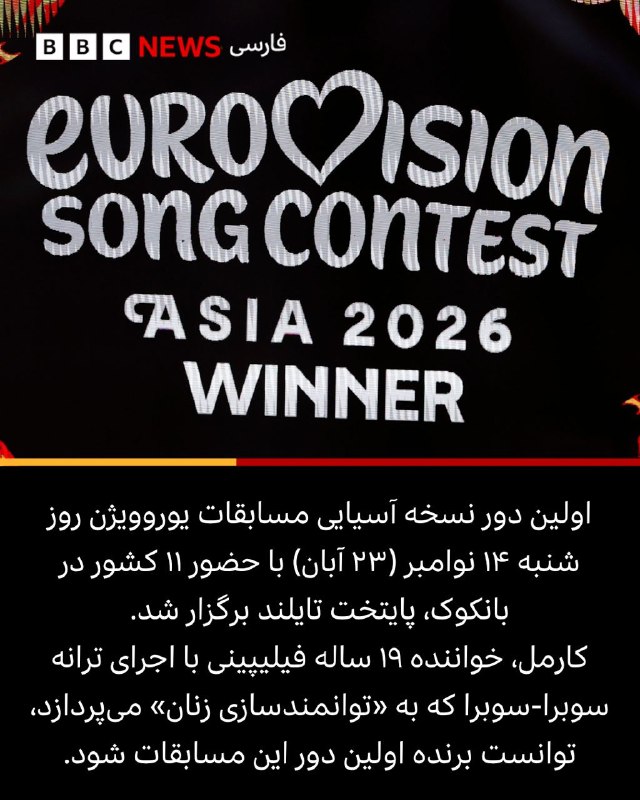 BBC NEWS فارسی
EUROVISION
SONG CONTEST
ASIA 2026
WINNER
اولین دور نسخه آسیایی مسابقات یوروویژن روز
شنبه ۱۴ نوامبر (۲۳ آبان) با حضور ۱۱ کشور در
بانکوک، پایتخت تایلند برگزار شد.
کارمل، خواننده ۱۹ ساله فیلیپینی با اجرای ترانه
سوبرا-سوبرا که به «توانمندسازی زنان» می‌پردازد،
توانست برنده اولین دور این مسابقات شود.